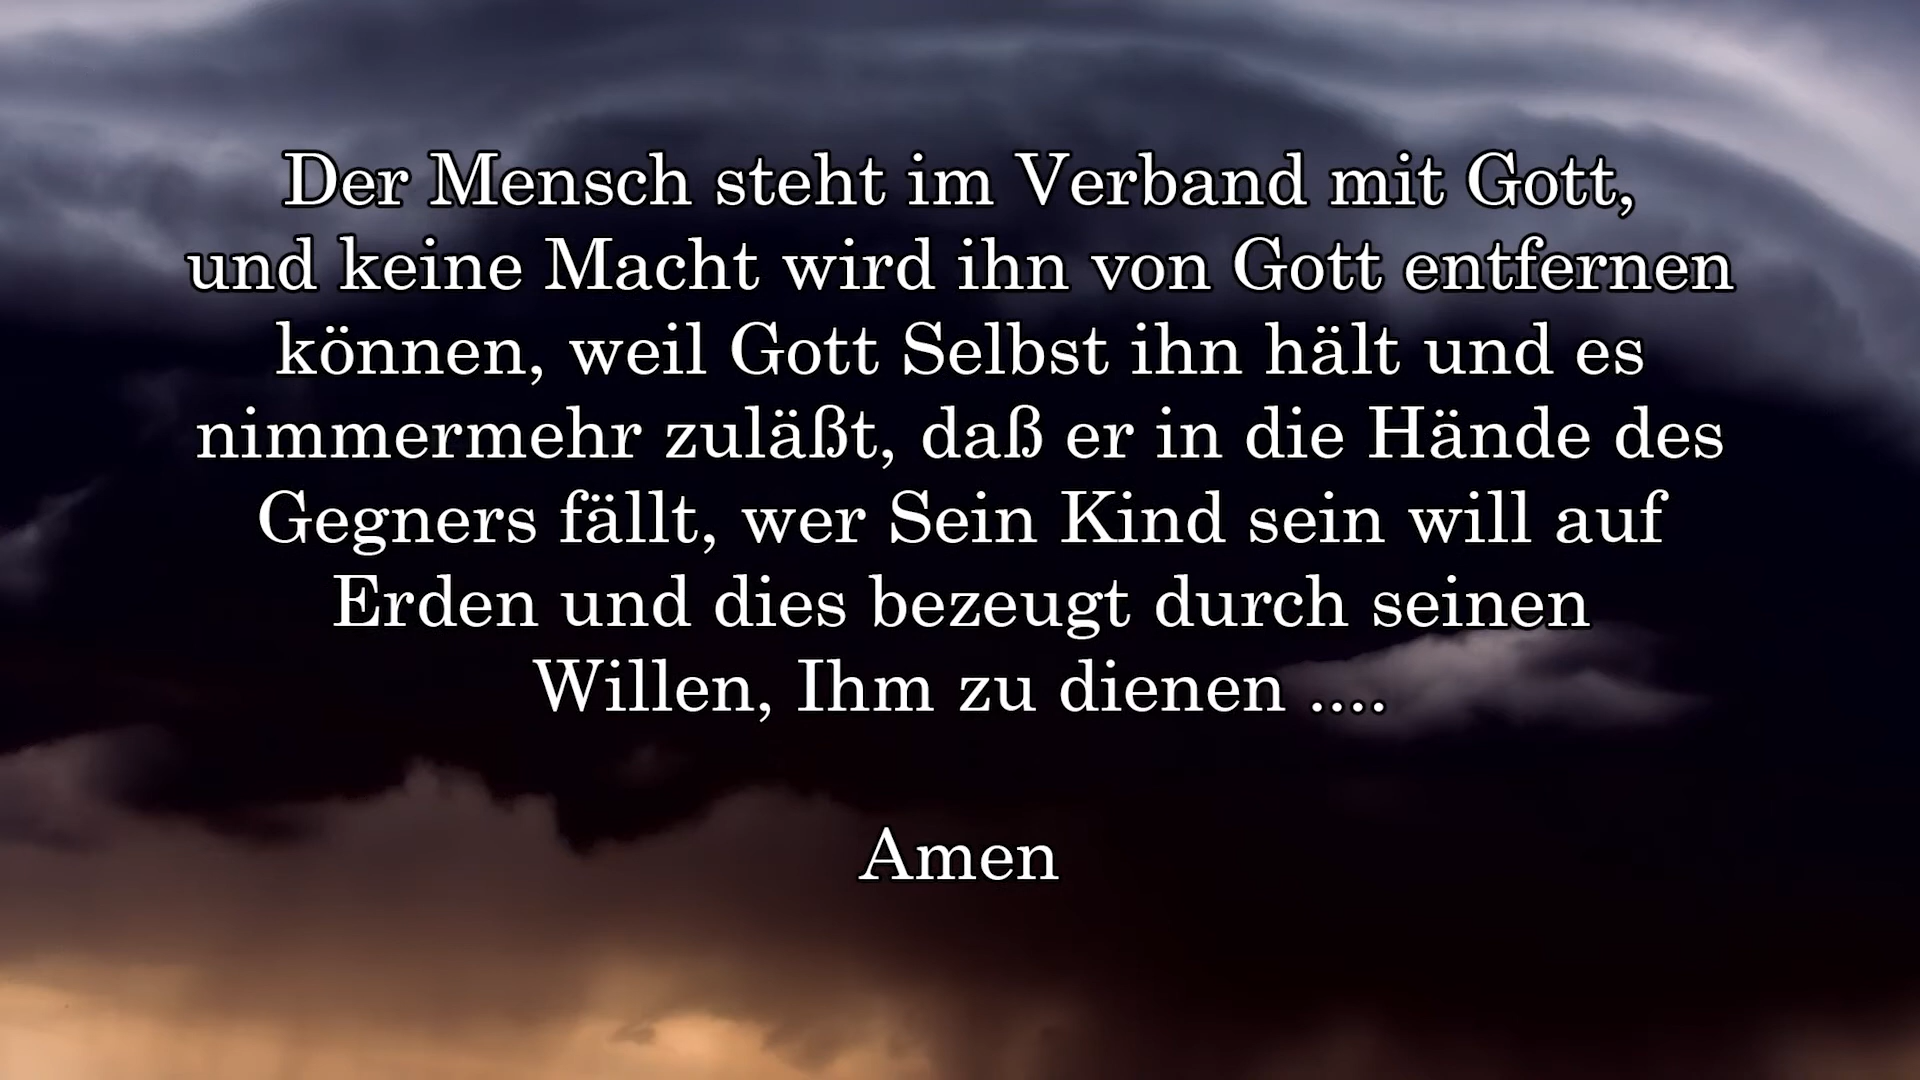 Der Mensch steht im Verband mit Gott,
und keine Macht wird ihn von Gott entfernen
können, weil Gott Selbst ihn hält und es
nimmermehr zuläßt, daß er in die Hände des
Gegners fällt, wer Sein Kind sein will auf
Erden und dies bezeugt durch seinen
Willen, Ihm zu dienen ....
Amen